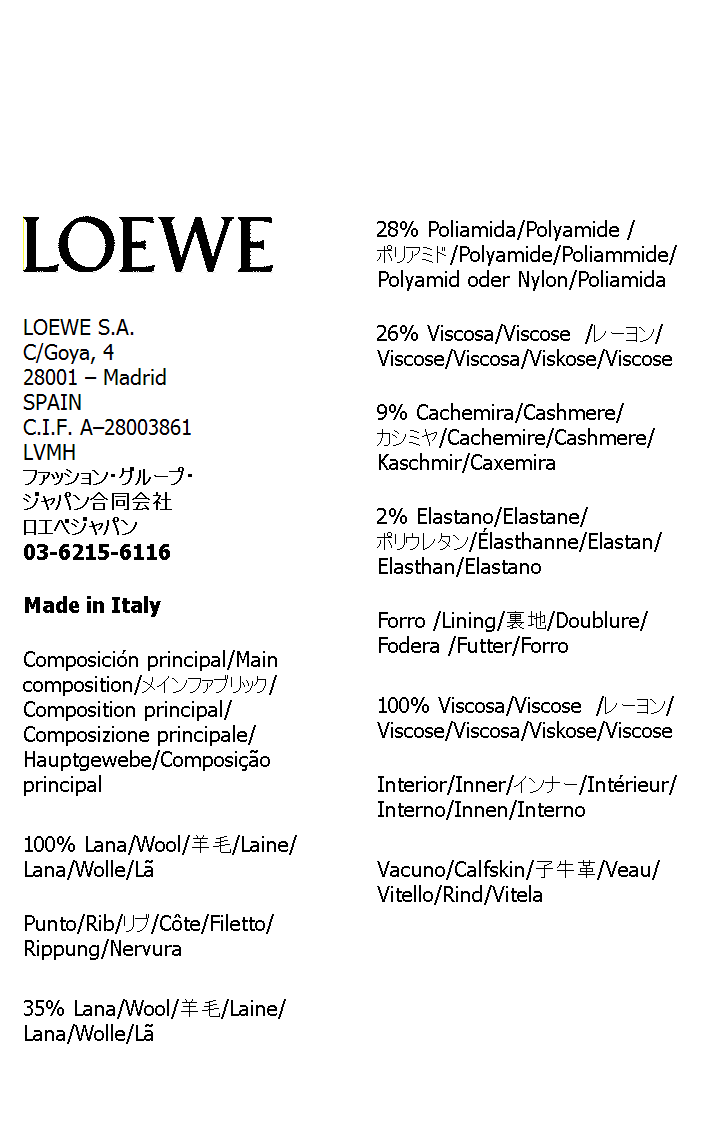 LOEWE
LOEWE S.A.
C/Goya, 4
28001 – Madrid
SPAIN
C.I.F. A–28003861
LVMH
ファッション・グループ・
ジャパン合同会社
ロエベジャパン
03-6215-6116
Made in Italy
Composición principal/Main
composition/メインファブリック/
Composition principal/
Composizione principale/
Hauptgewebe/Composição
principal
100% Lana/Wool/羊毛/Laine/
Lana/Wolle/Lã
Punto/Rib/リブ/Côte/Filetto/
Rippung/Nervura
35% Lana/Wool/羊毛/Laine/
Lana/Wolle/Lã
28% Poliamida/Polyamide /
ポリアミド/Polyamide/Poliammide/
Polyamid oder Nylon/Poliamida
26% Viscosa/Viscose /レーヨン/
Viscose/Viscosa/Viskose/Viscose
9% Cachemira/Cashmere/
カシミヤ/Cachemire/Cashmere/
Kaschmir/Caxemira
2% Elastano/Elastane/
ポリウレタン/Élasthanne/Elastan/
Elasthan/Elastano
Forro /Lining/裏地/Doublure/
Fodera /Futter/Forro
100% Viscosa/Viscose /レーヨン/
Viscose/Viscosa/Viskose/Viscose
Interior/Inner/インナー/Intérieur/
Interno/Innen/Interno
Vacuno/Calfskin/子牛革/Veau/
Vitello/Rind/Vitela